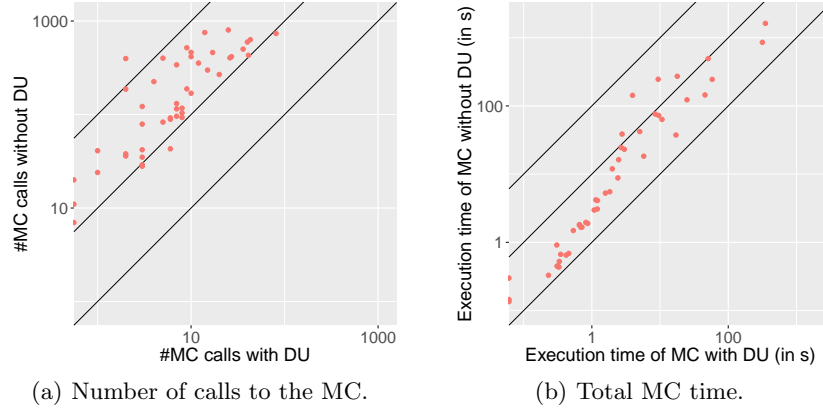 1000
10
#MC calls without DU
10
1000
#MC calls with DU
(a) Number of calls to the MC.
100
1
Execution time of MC without DU (in s)
1
100
Execution time of MC with DU (in s)
(b) Total MC time.